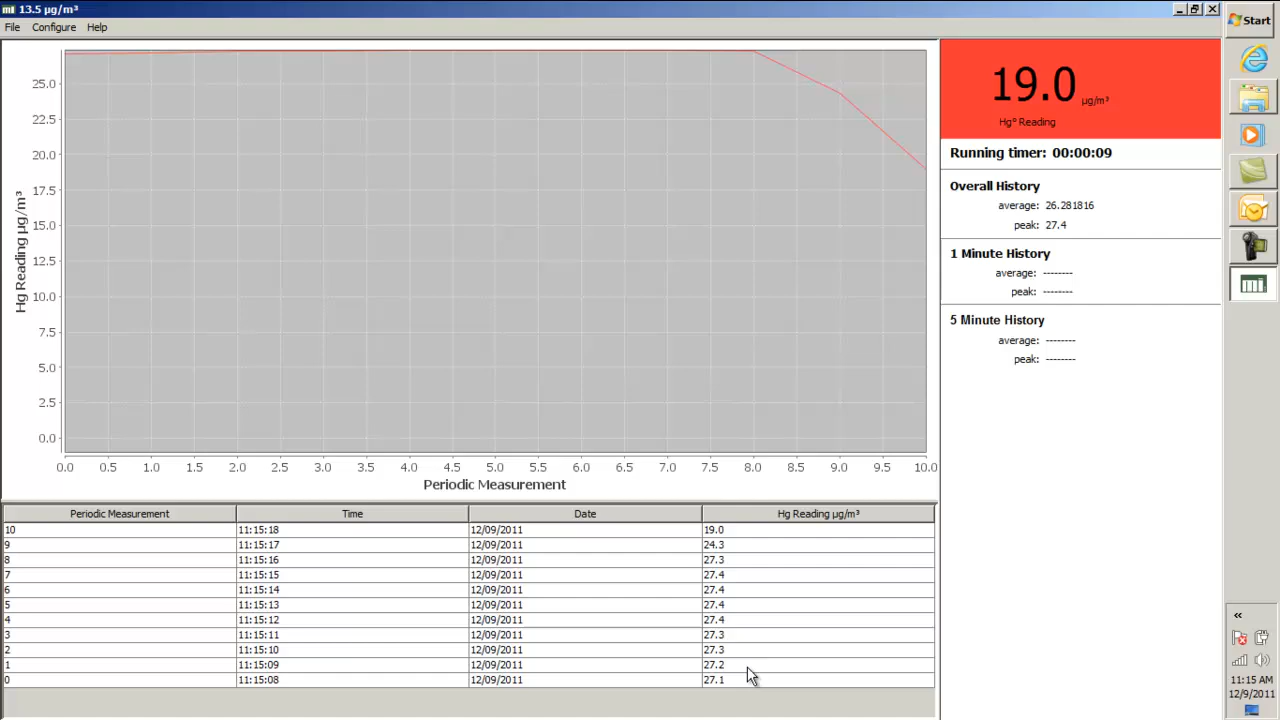 13.5 µg/m³
File Configure Help
Start
25.0
22.5
20.0
17.5
15.0
12.5
10.0
7.5
5.0
2.5
0.0
Hg Reading µg/m³
0.0 0.5 1.0 1.5 2.0 2.5 3.0 3.5 4.0 4.5 5.0 5.5 6.0 6.5 7.0 7.5 8.0 8.5 9.0 9.5 10.0
Periodic Measurement
19.0 µg/m³
Hg° Reading
Running timer: 00:00:09
Overall History
average: 26.281816
peak: 27.4
1 Minute History
average: --------
peak: --------
5 Minute History
average: --------
peak: --------
Periodic Measurement Time Date Hg Reading µg/m³
10 11:15:18 12/09/2011 19.0
9 11:15:17 12/09/2011 24.3
8 11:15:16 12/09/2011 27.3
7 11:15:15 12/09/2011 27.4
6 11:15:14 12/09/2011 27.4
5 11:15:13 12/09/2011 27.4
4 11:15:12 12/09/2011 27.4
3 11:15:11 12/09/2011 27.3
2 11:15:10 12/09/2011 27.3
1 11:15:09 12/09/2011 27.2
0 11:15:08 12/09/2011 27.1
«
11:15 AM
12/9/2011